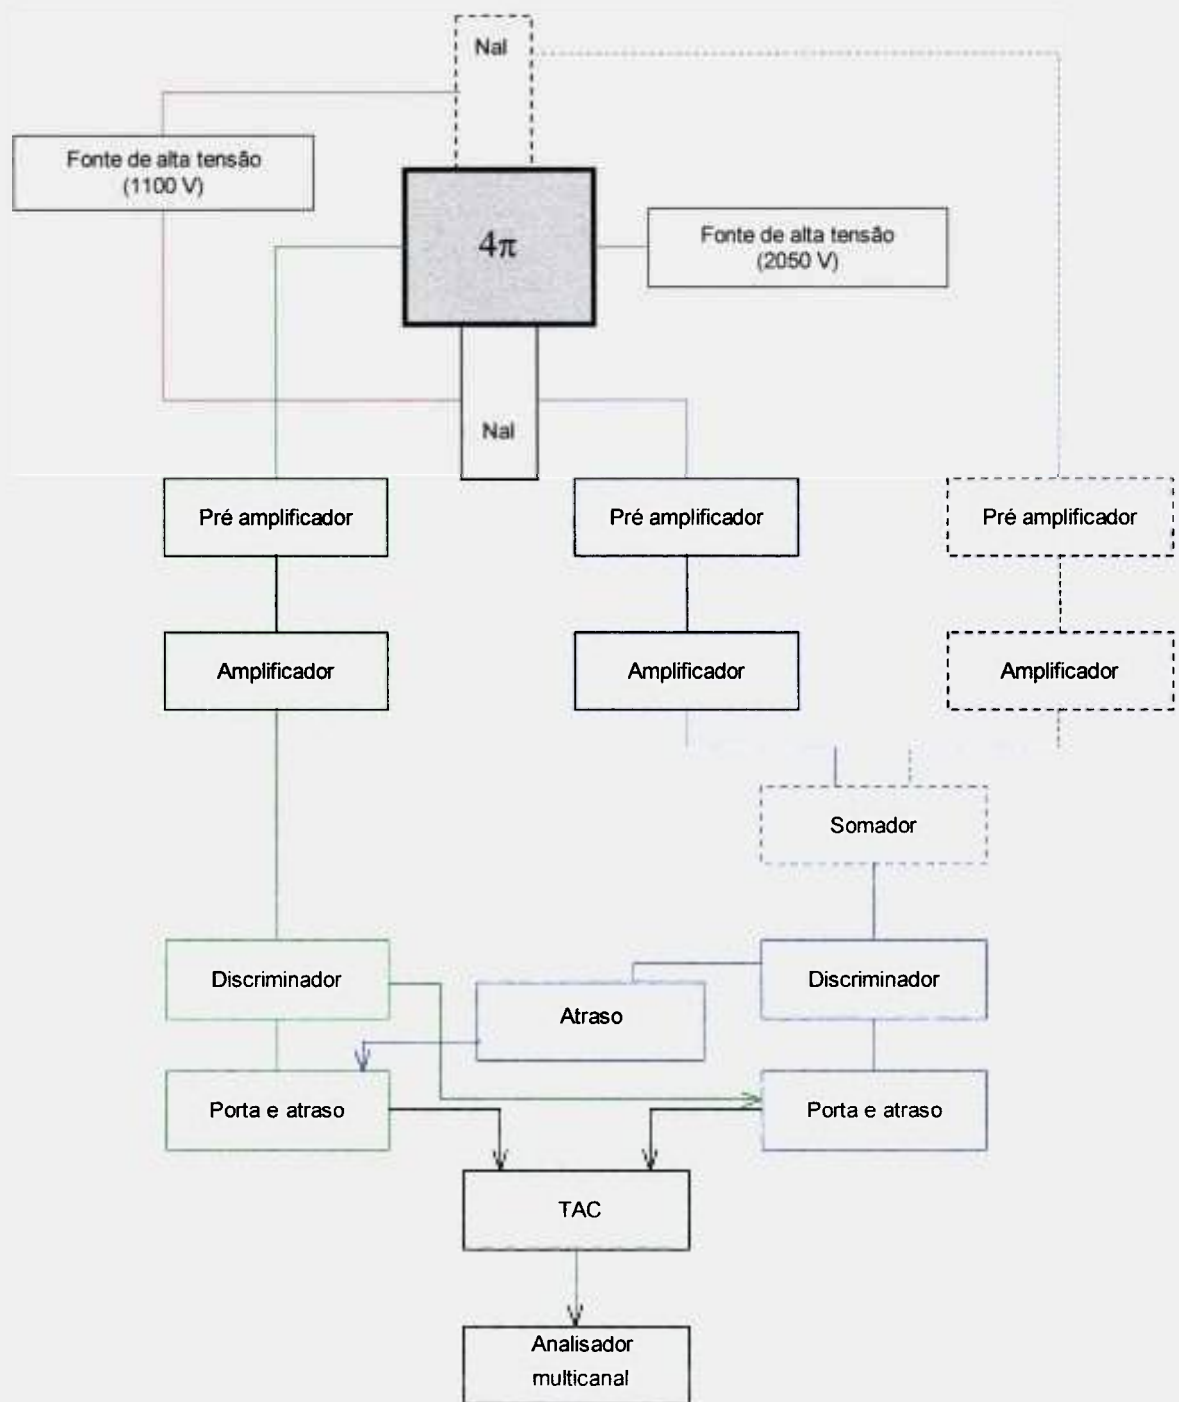 NaI
Fonte de alta tensão
(1100 V)
4π
Fonte de alta tensão
(2050 V)
NaI
Pré amplificador
Pré amplificador
Pré amplificador
Amplificador
Amplificador
Amplificador
Somador
Discriminador
Discriminador
Atraso
Porta e atraso
Porta e atraso
TAC
Analisador
multicanal